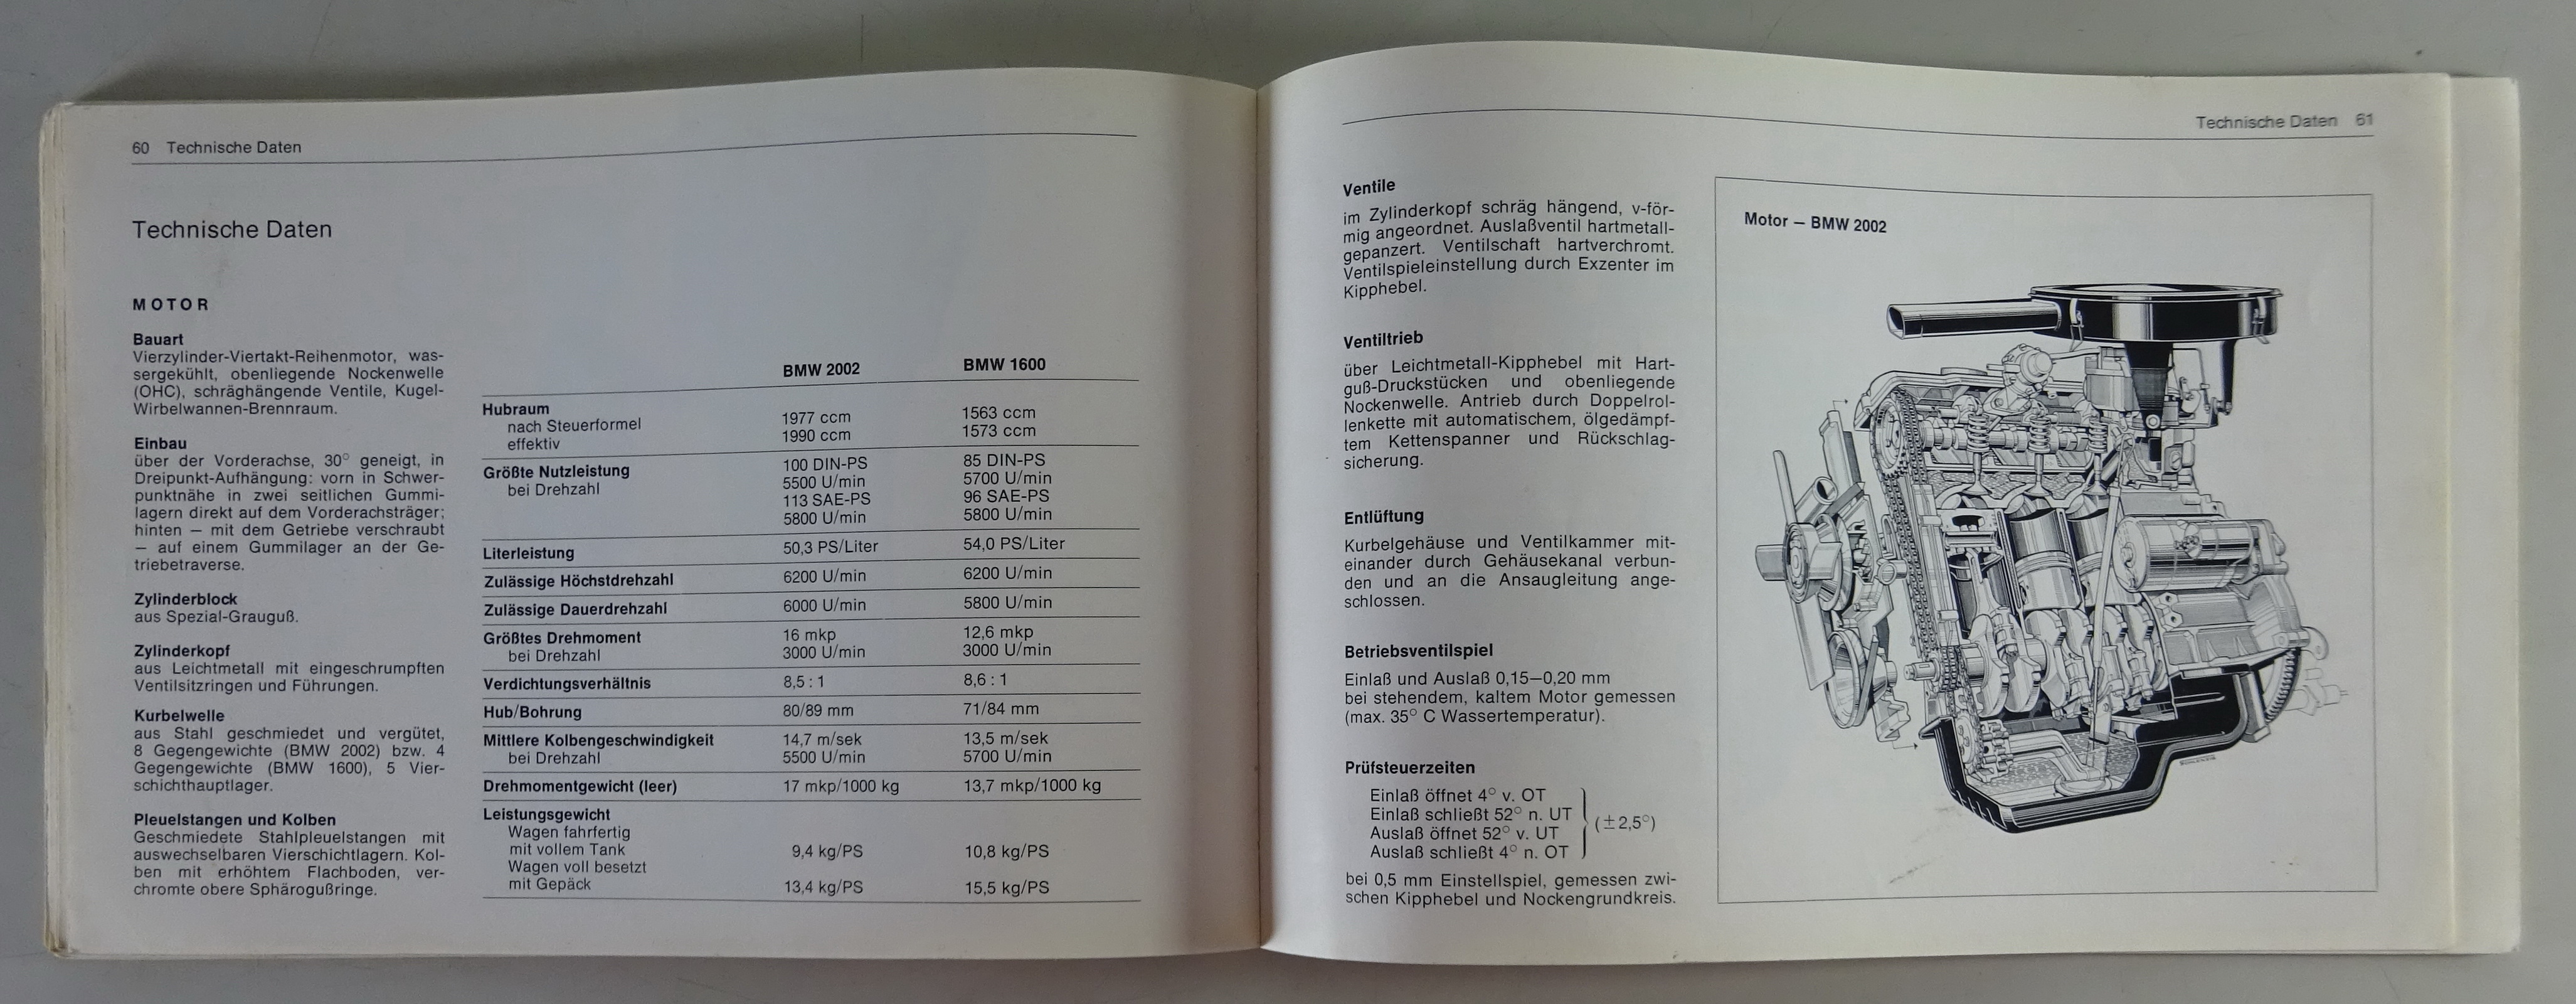 60 Technische Daten
Technische Daten
MOTOR
Bauart
Vierzylinder-Viertakt-Reihenmotor, was-
sergekühlt, obenliegende Nockenwelle
(OHC), schräghängende Ventile, Kugel-
Wirbelwannen-Brennraum.
Einbau
über der Vorderachse, 30° geneigt, in
Dreipunkt-Aufhängung: vorn in Schwer-
punktnähe in zwei seitlichen Gummi-
lagern direkt auf dem Vorderachsträger;
hinten — mit dem Getriebe verschraubt
— auf einem Gummilager an der Ge-
triebetraverse.
Zylinderblock
aus Spezial-Grauguß.
Zylinderkopf
aus Leichtmetall mit eingeschrumpften
Ventilsitzringen und Führungen.
Kurbelwelle
aus Stahl geschmiedet und vergütet,
8 Gegengewichte (BMW 2002) bzw. 4
Gegengewichte (BMW 1600), 5 Vier-
schichthauptlager.
Pleuelstangen und Kolben
Geschmiedete Stahlpleuelstangen mit
auswechselbaren Vierschichtlagern. Kol-
ben mit erhöhtem Flachboden, ver-
chromte obere Sphärogußringe.
BMW 2002 BMW 1600
Hubraum
nach Steuerformel 1977 ccm 1563 ccm
effektiv 1990 ccm 1573 ccm
Größte Nutzleistung 100 DIN-PS 85 DIN-PS
bei Drehzahl 5500 U/min 5700 U/min
113 SAE-PS 96 SAE-PS
5800 U/min 5800 U/min
Literleistung 50,3 PS/Liter 54,0 PS/Liter
Zulässige Höchstdrehzahl 6200 U/min 6200 U/min
Zulässige Dauerdrehzahl 6000 U/min 5800 U/min
Größtes Drehmoment 16 mkp 12,6 mkp
bei Drehzahl 3000 U/min 3000 U/min
Verdichtungsverhältnis 8,5 : 1 8,6 : 1
Hub/Bohrung 80/89 mm 71/84 mm
Mittlere Kolbengeschwindigkeit 14,7 m/sek 13,5 m/sek
bei Drehzahl 5500 U/min 5700 U/min
Drehmomentgewicht (leer) 17 mkp/1000 kg 13,7 mkp/1000 kg
Leistungsgewicht
Wagen fahrfertig
mit vollem Tank 9,4 kg/PS 10,8 kg/PS
Wagen voll besetzt
mit Gepäck 13,4 kg/PS 15,5 kg/PS
Technische Daten 61
Ventile
im Zylinderkopf schräg hängend, v-för-
mig angeordnet. Auslaßventil hartmetall-
gepanzert. Ventilschaft hartverchromt.
Ventilspieleinstellung durch Exzenter im
Kipphebel.
Ventiltrieb
über Leichtmetall-Kipphebel mit Hart-
guß-Druckstücken und obenliegende
Nockenwelle. Antrieb durch Doppelrol-
lenkette mit automatischem, ölgedämpf-
tem Kettenspanner und Rückschlag-
sicherung.
Entlüftung
Kurbelgehäuse und Ventilkammer mit-
einander durch Gehäusekanal verbun-
den und an die Ansaugleitung ange-
schlossen.
Betriebsventilspiel
Einlaß und Auslaß 0,15—0,20 mm
bei stehendem, kaltem Motor gemessen
(max. 35° C Wassertemperatur).
Prüfsteuerzeiten
Einlaß öffnet 4° v. OT
Einlaß schließt 52° n. UT
Auslaß öffnet 52° v. UT
Auslaß schließt 4° n. OT
(±2,5°)
bei 0,5 mm Einstellspiel, gemessen zwi-
schen Kipphebel und Nockengrundkreis.
Motor — BMW 2002